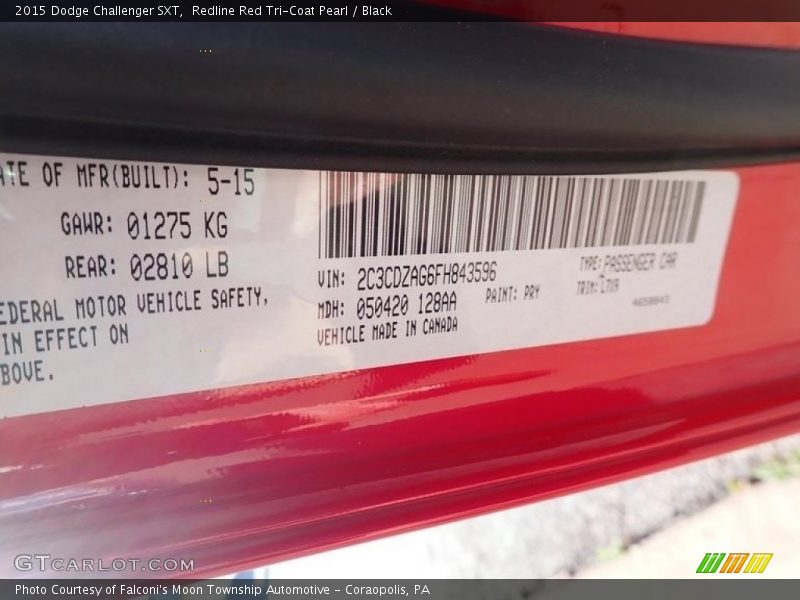 2015 Dodge Challenger SXT,  Redline Red Tri-Coat Pearl / Black
ATE OF MFR(BUILT): 5-15
GAWR: 01275 KG
REAR: 02810 LB
EDERAL MOTOR VEHICLE SAFETY,
IN EFFECT ON
BOVE.
VIN: 2C3CDZAG6FH843596
TYPE: PASSENGER CAR
MDH: 050420 128AA
PAINT: PRY
TRIM: L7X9
VEHICLE MADE IN CANADA
GTCARLOT.COM
Photo Courtesy of Falconi's Moon Township Automotive - Coraopolis, PA